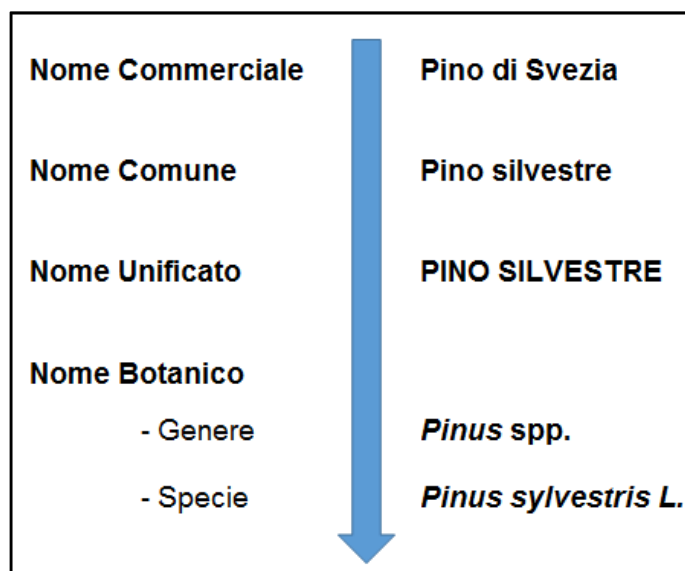 Nome Commerciale Pino di Svezia
Nome Comune Pino silvestre
Nome Unificato PINO SILVESTRE
Nome Botanico
- Genere Pinus spp.
- Specie Pinus sylvestris L.